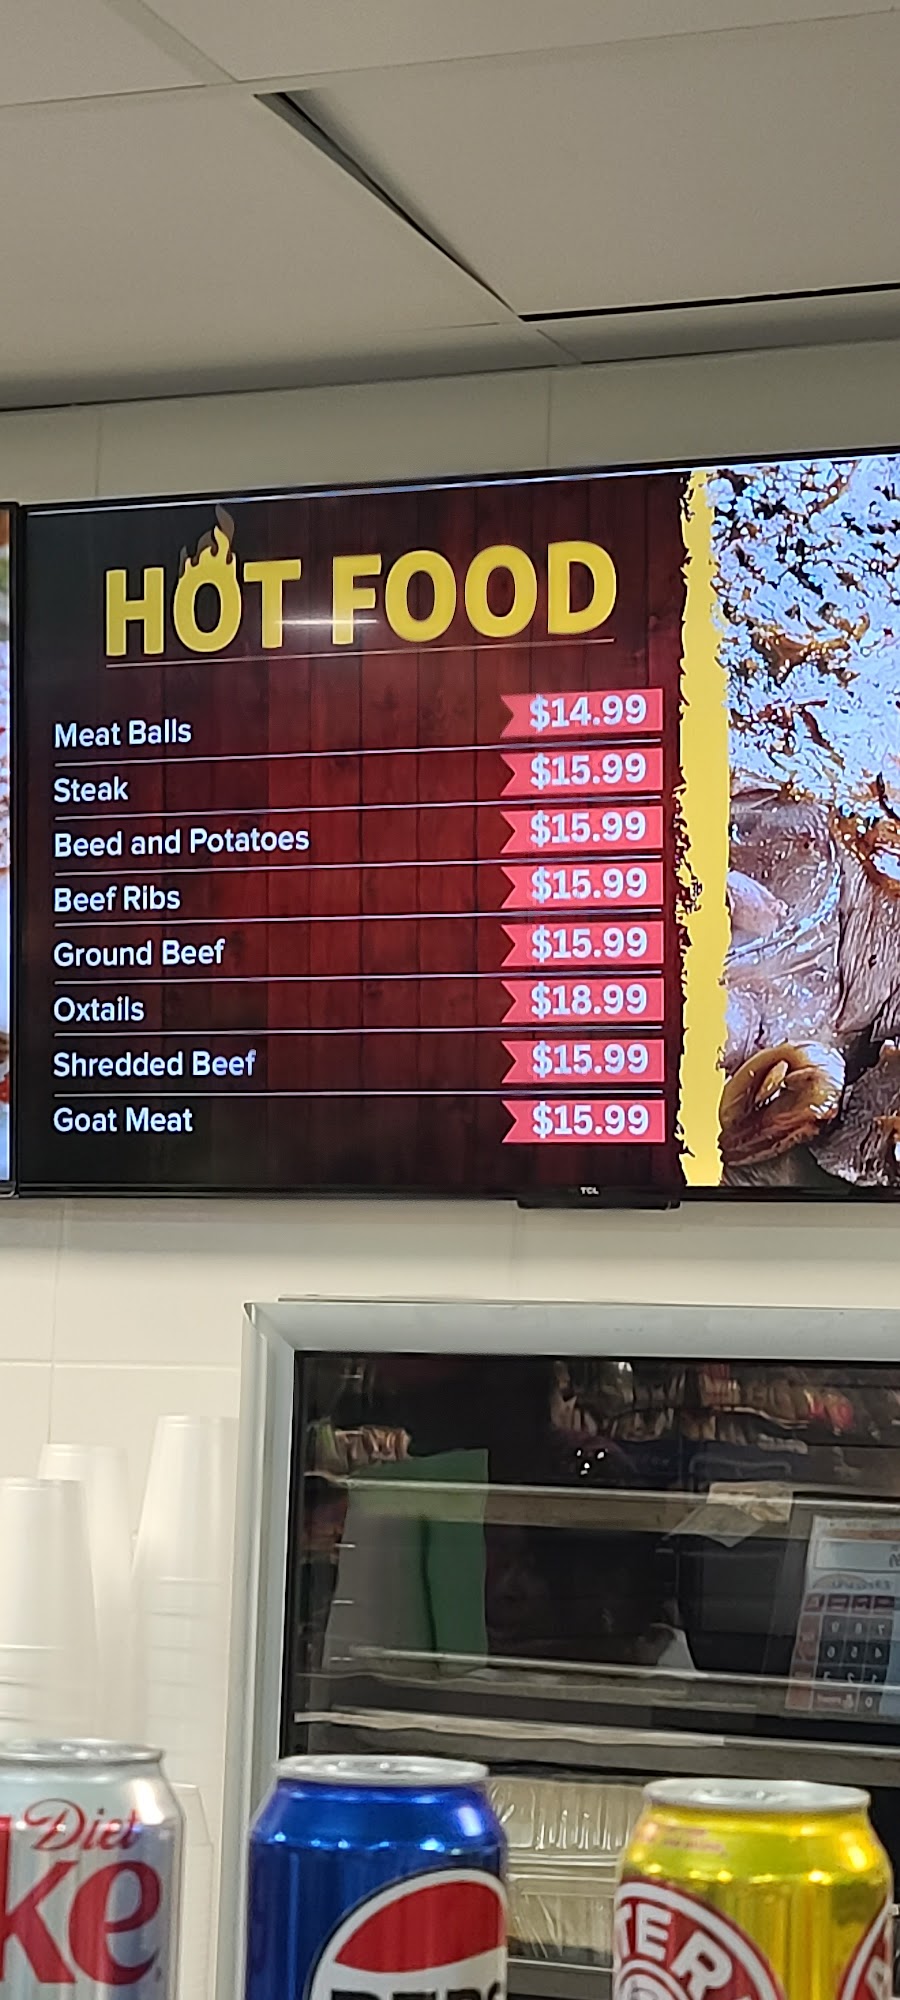 HOT FOOD
Meat Balls $14.99
Steak $15.99
Beed and Potatoes $15.99
Beef Ribs $15.99
Ground Beef $15.99
Oxtails $18.99
Shredded Beef $15.99
Goat Meat $15.99
TCL
Diet
ke